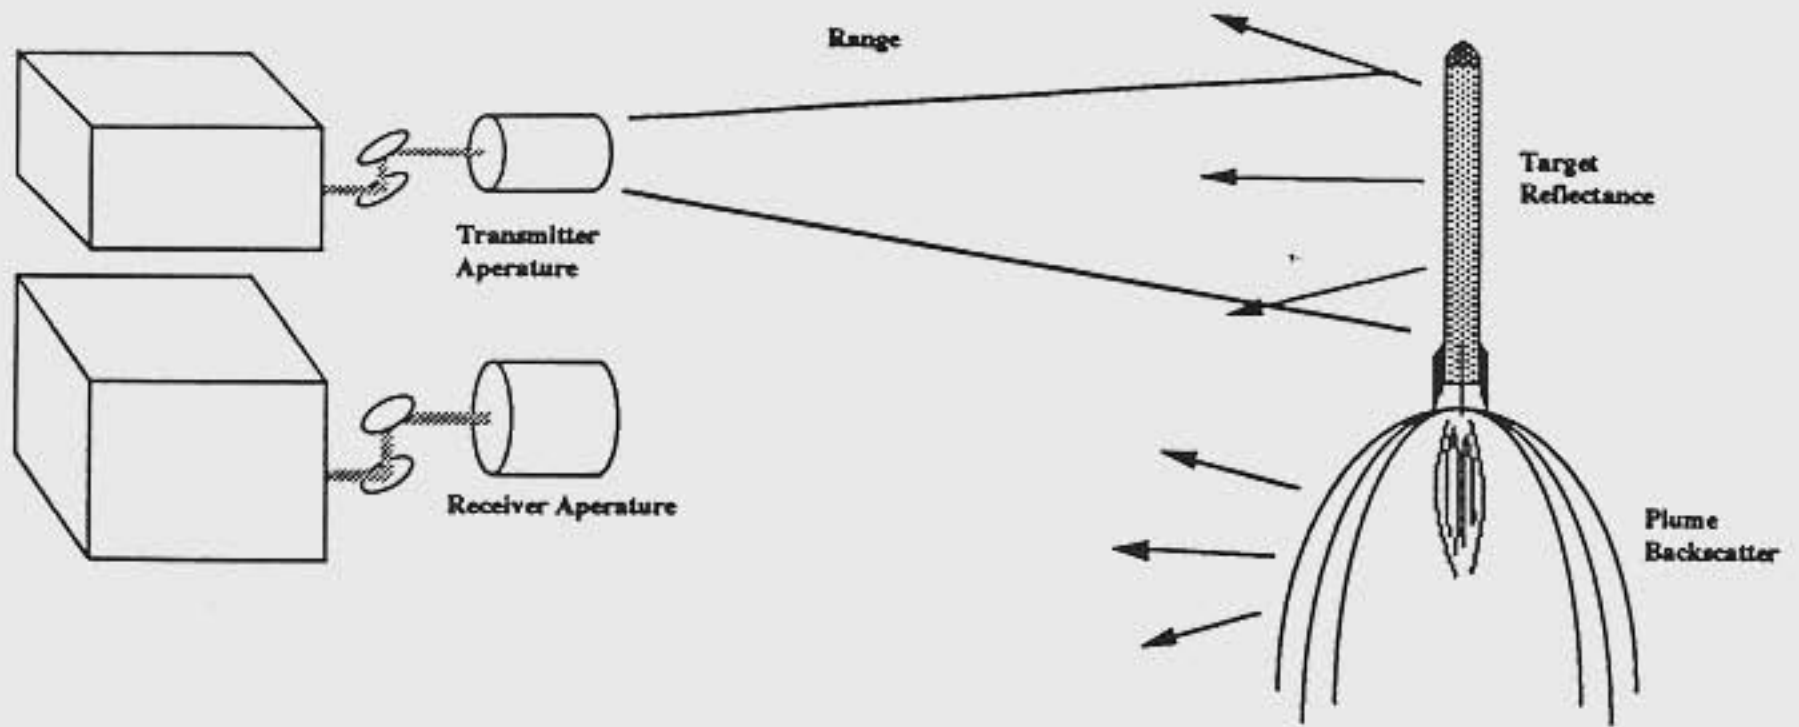 Range
Target
Reflectance
Transmitter
Aperature
Receiver Aperature
Plume
Backscatter